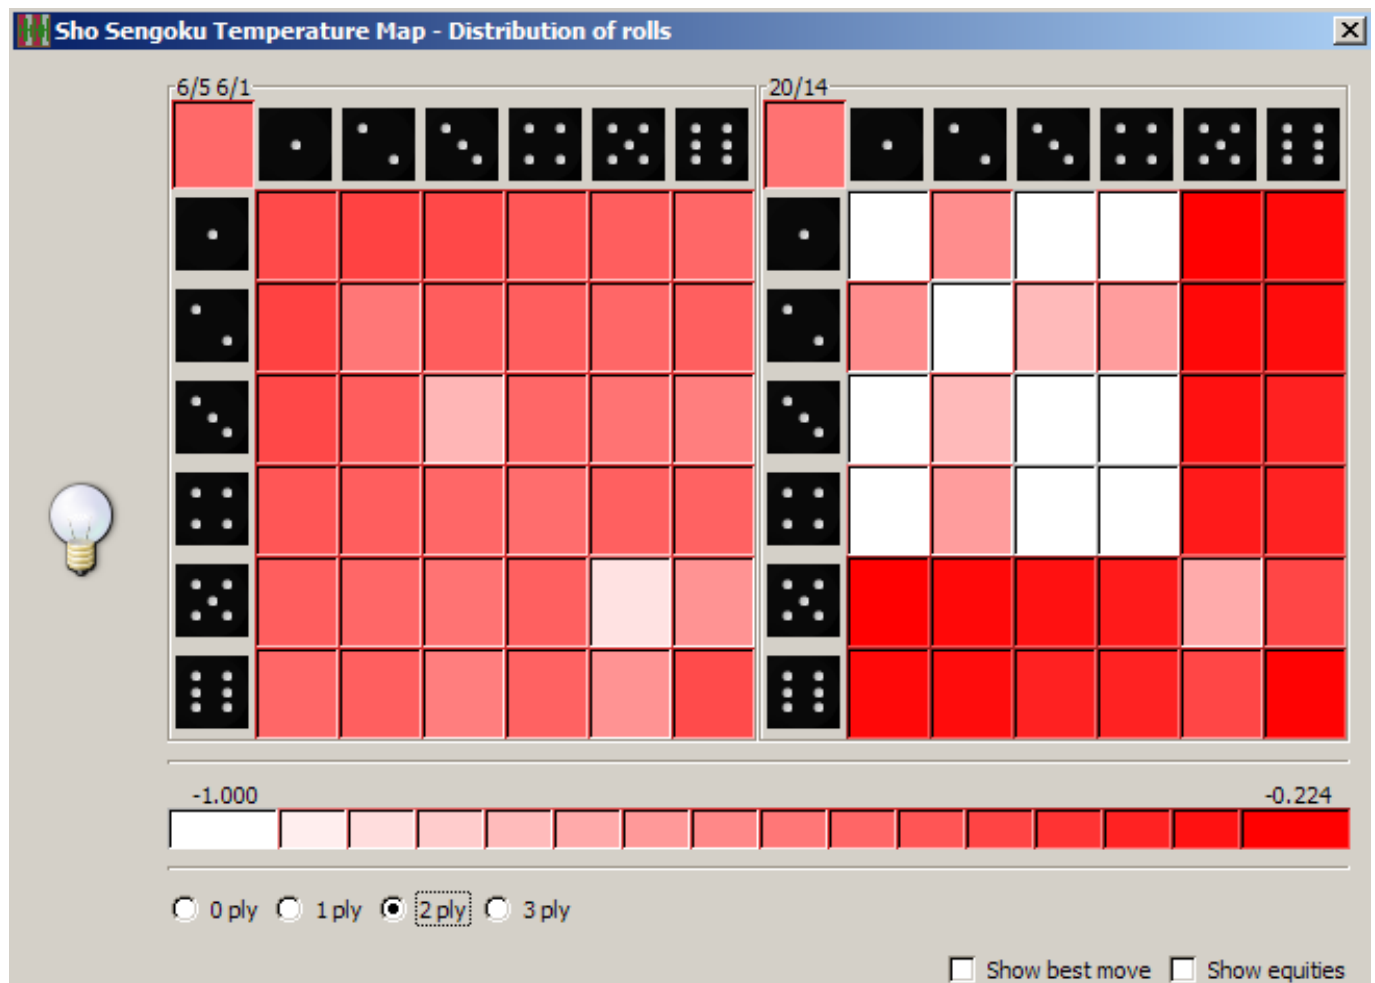 Sho Sengoku Temperature Map - Distribution of rolls
6/5 6/1
20/14
-1.000
-0.224
0 ply
1 ply
2 ply
3 ply
Show best move
Show equities